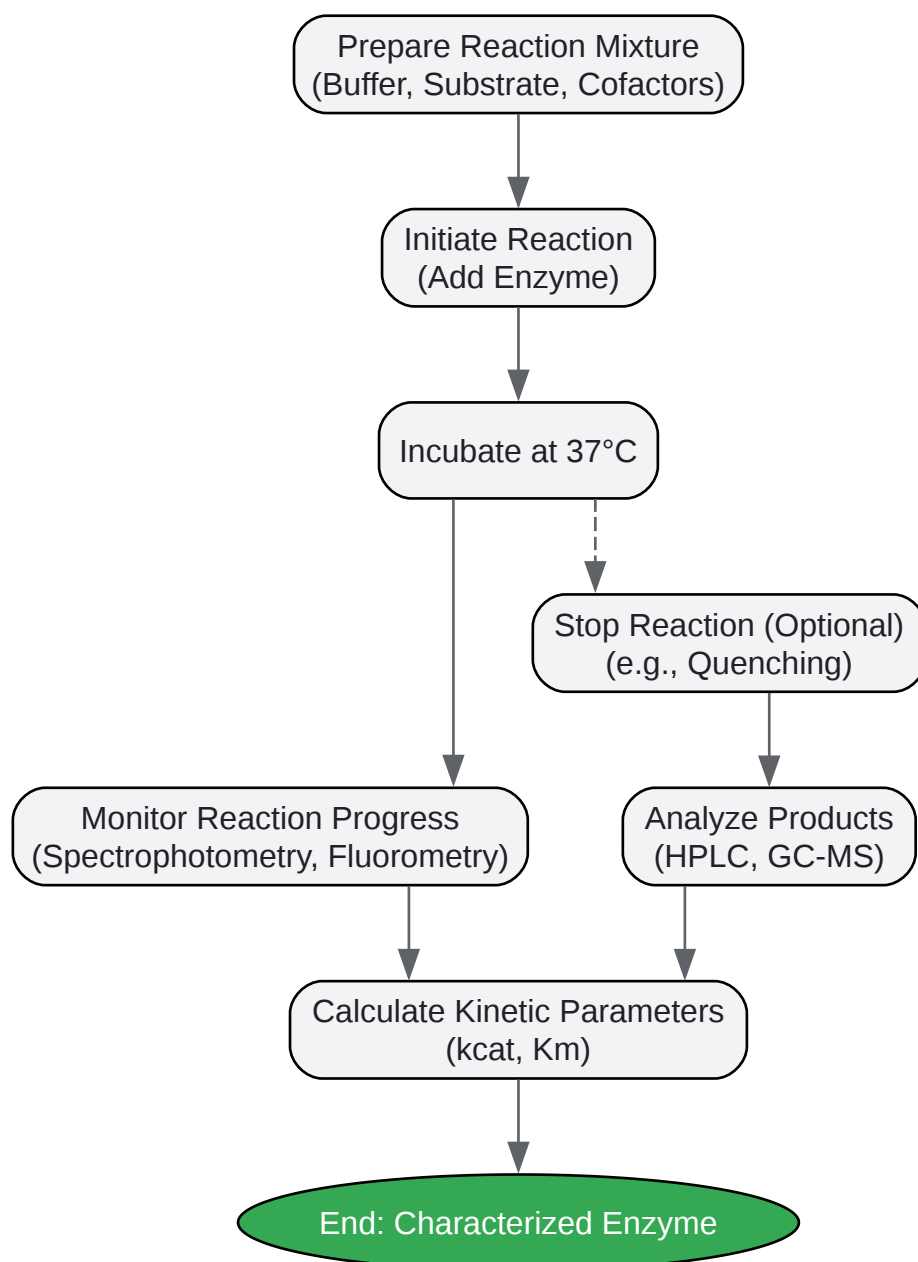 Prepare Reaction Mixture
(Buffer, Substrate, Cofactors)
Initiate Reaction
(Add Enzyme)
Incubate at 37°C
Stop Reaction (Optional)
(e.g., Quenching)
Monitor Reaction Progress
(Spectrophotometry, Fluorometry)
Analyze Products
(HPLC, GC-MS)
Calculate Kinetic Parameters
(kcat, Km)
End: Characterized Enzyme